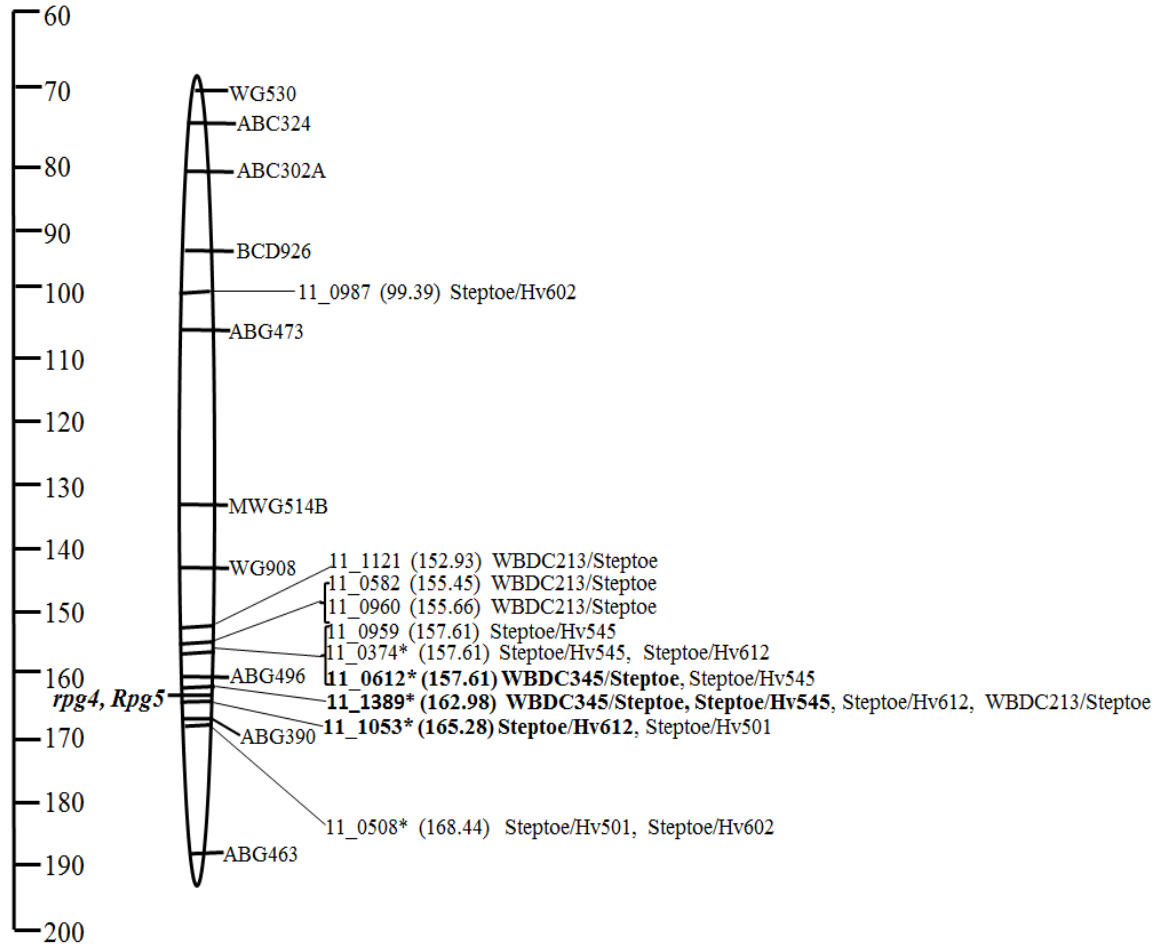 60
70
WG530
ABC324
80
ABC302A
90
BCD926
100
11_0987 (99.39) Steptoe/Hv602
ABG473
110
120
130
MWG514B
140
WG908
11_1121 (152.93) WBDC213/Steptoe
11_0582 (155.45) WBDC213/Steptoe
150
11_0960 (155.66) WBDC213/Steptoe
11_0959 (157.61) Steptoe/Hv545
11_0374* (157.61) Steptoe/Hv545, Steptoe/Hv612
160
ABG496
11_0612* (157.61) WBDC345/Steptoe, Steptoe/Hv545
rpg4, Rpg5
11_1389* (162.98) WBDC345/Steptoe, Steptoe/Hv545, Steptoe/Hv612, WBDC213/Steptoe
11_1053* (165.28) Steptoe/Hv612, Steptoe/Hv501
170
ABG390
180
11_0508* (168.44) Steptoe/Hv501, Steptoe/Hv602
ABG463
190
200